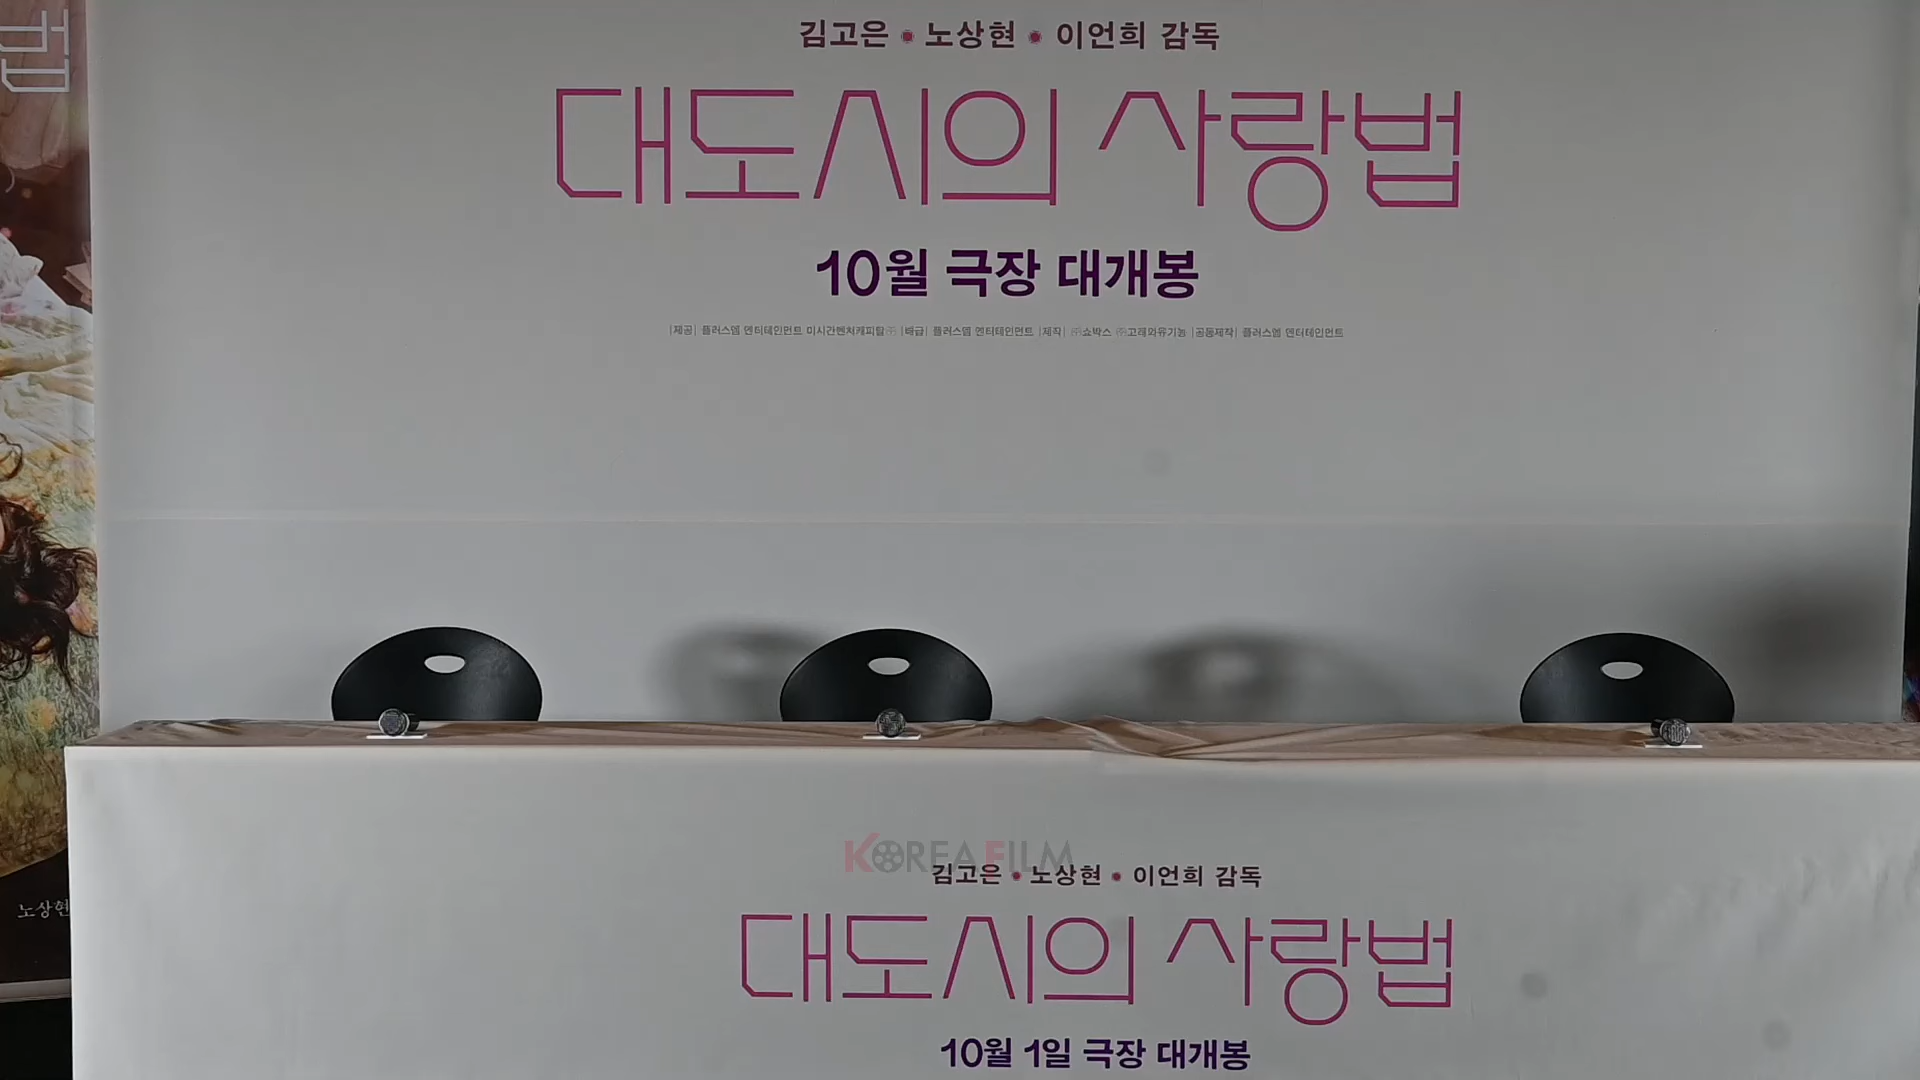 법
김고은 • 노상현 • 이언희 감독
대도시의 사랑법
10월 극장 대개봉
|제공| 플러스엠 엔터테인먼트 미시간벤처캐피탈㈜ |배급| 플러스엠 엔터테인먼트 |제작| ㈜쇼박스 ㈜고래와유기농 |공동제작| 플러스엠 엔터테인먼트
KOREA FILM
김고은 • 노상현 • 이언희 감독
노상현
대도시의 사랑법
10월 1일 극장 대개봉